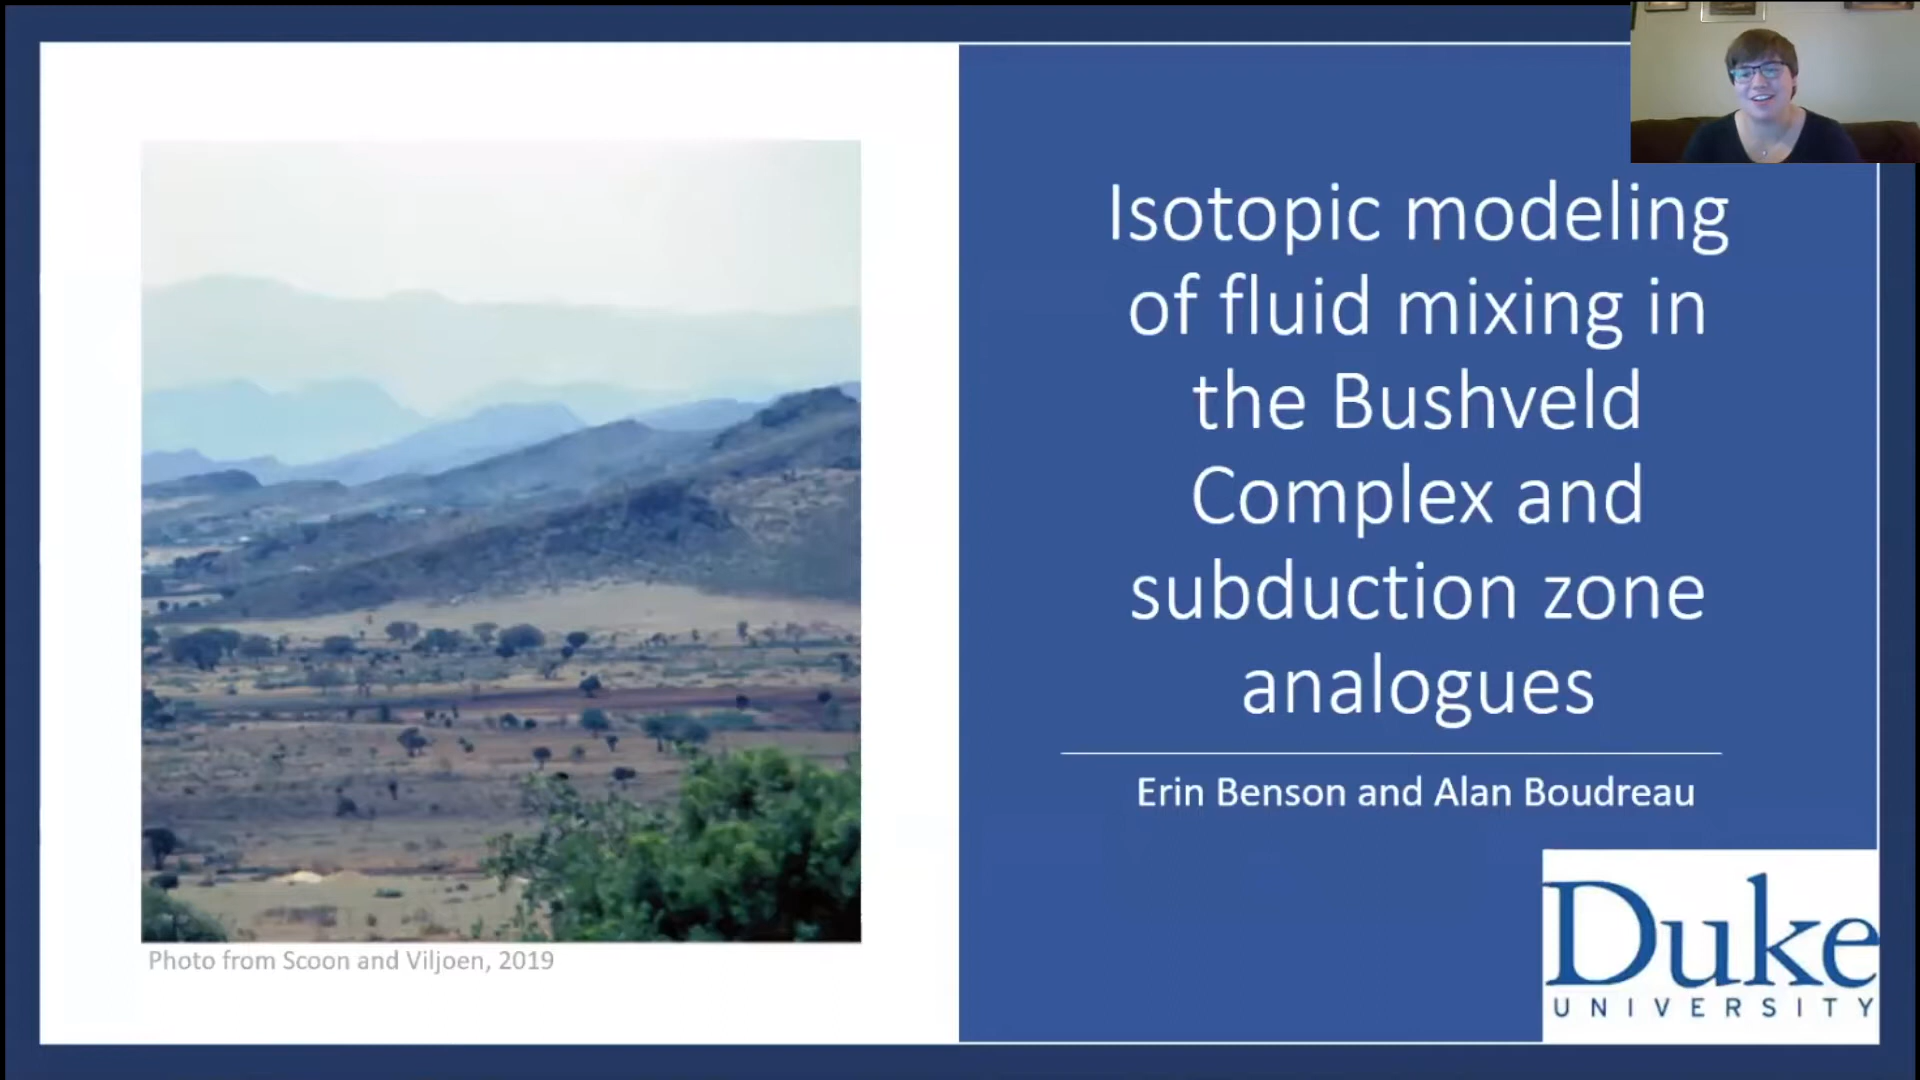 Isotopic modeling
of fluid mixing in
the Bushveld
Complex and
subduction zone
analogues
Erin Benson and Alan Boudreau
Photo from Scoon and Viljoen, 2019
Duke
UNIVERSITY